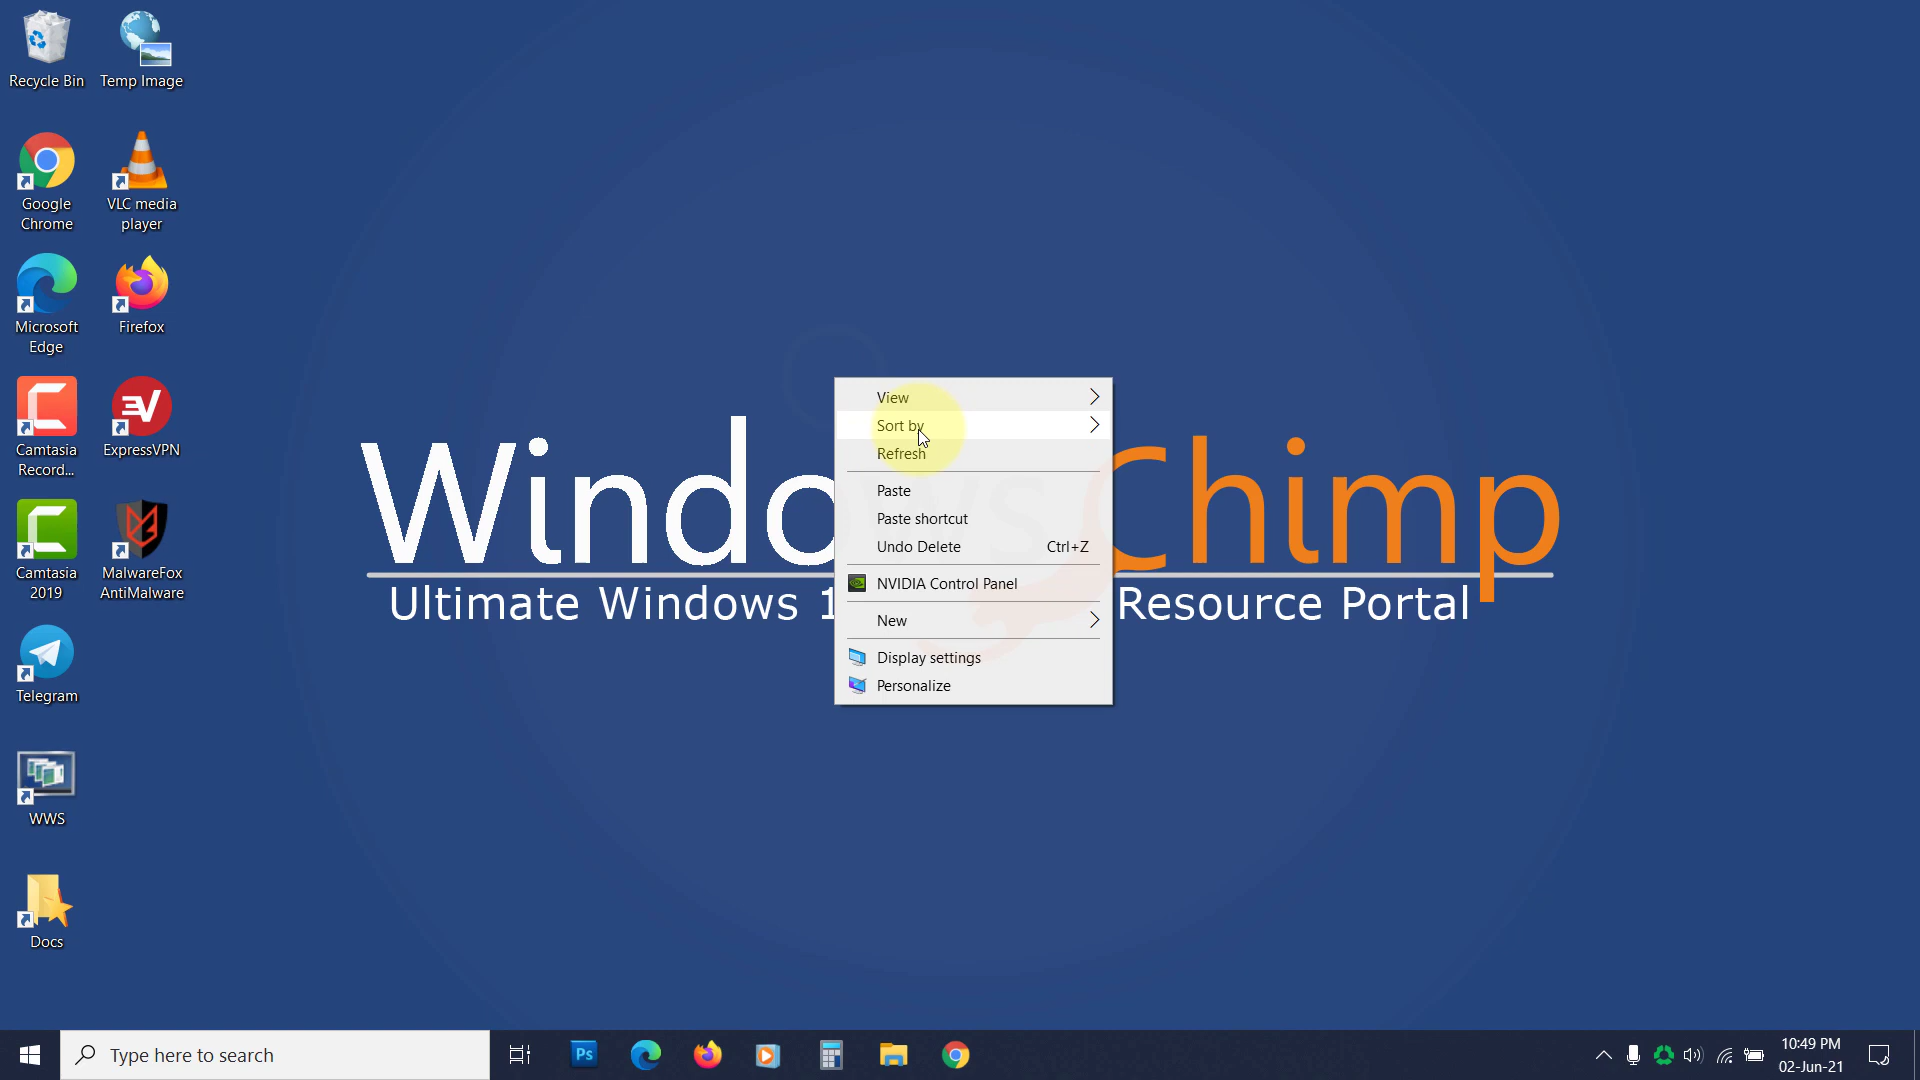 Recycle Bin
Temp Image
Google
Chrome
VLC media
player
Microsoft
Edge
Firefox
Camtasia
Record...
ExpressVPN
Camtasia
2019
MalwareFox
AntiMalware
Telegram
WWS
Docs
Windows Chimp
Ultimate Windows 1
Resource Portal
View
Sort by
Refresh
Paste
Paste shortcut
Undo Delete Ctrl+Z
NVIDIA Control Panel
New
Display settings
Personalize
Type here to search
Ps
10:49 PM
02-Jun-21